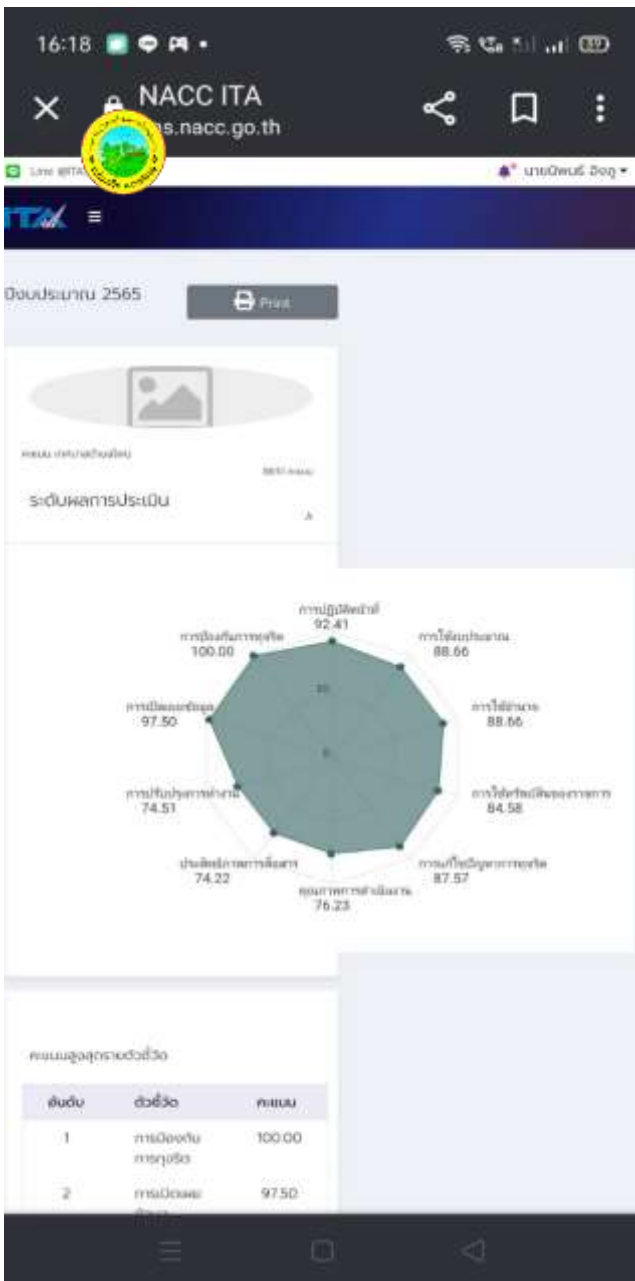 16:18
NACC ITA
s.nacc.go.th
Line @ITA
ITA
ปีงบประมาณ 2565
Print
ระดับผลการประเมิน
A
การปฏิบัติหน้าที่
92.41
การป้องกันการทุจริต
100.00
การใช้งบประมาณ
88.66
การเปิดเผยข้อมูล
97.50
การใช้อำนาจ
88.66
การปรับปรุงการทำงาน
74.51
การใช้ทรัพย์สินของราชการ
84.58
ประสิทธิภาพการสื่อสาร
74.22
การแก้ไขปัญหาการทุจริต
87.57
คุณภาพการดำเนินงาน
76.23
50
0
คะแนนสูงสุดรายตัวชี้วัด
อันดับ ตัวชี้วัด คะแนน
1 การป้องกัน 100.00
การทุจริต
2 การเปิดเผย 97.50